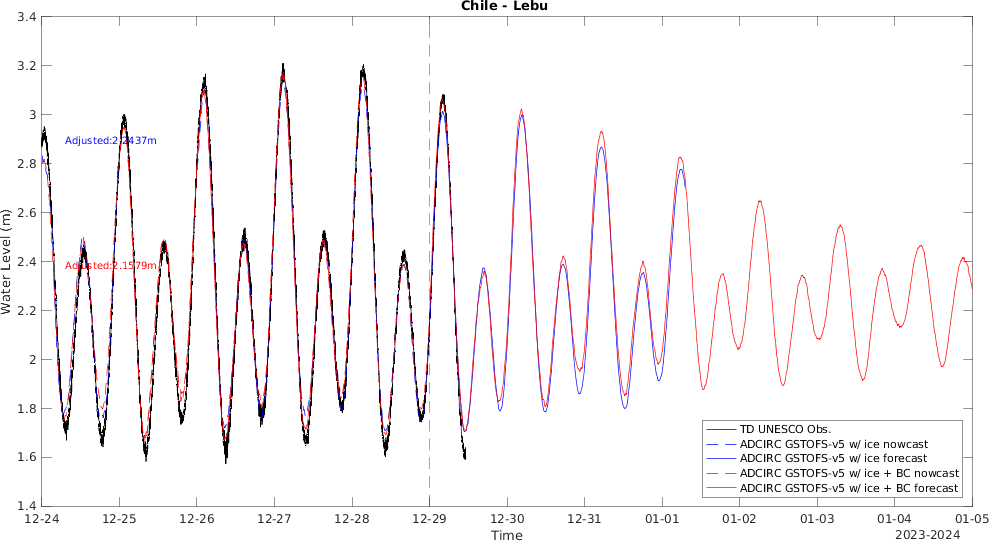 Chile - Lebu
3.4
3.2
3
2.8
2.6
2.4
2.2
2
1.8
1.6
1.4
Water Level (m)
Adjusted:2.2437m
Adjusted:2.1579m
TD UNESCO Obs.
ADCIRC GSTOFS-v5 w/ ice nowcast
ADCIRC GSTOFS-v5 w/ ice forecast
ADCIRC GSTOFS-v5 w/ ice + BC nowcast
ADCIRC GSTOFS-v5 w/ ice + BC forecast
12-24 12-25 12-26 12-27 12-28 12-29 12-30 12-31 01-01 01-02 01-03 01-04 01-05
Time
2023-2024